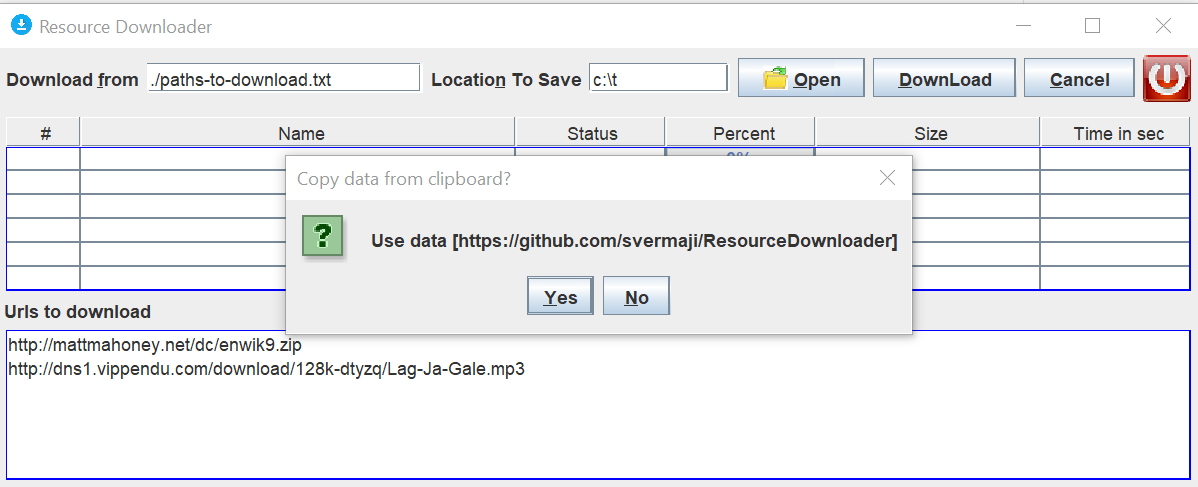 Resource Downloader
Download from ./paths-to-download.txt Location To Save c:\t Open DownLoad Cancel
# Name Status Percent Size Time in sec
Copy data from clipboard?
? Use data [https://github.com/svermaji/ResourceDownloader]
Yes No
Urls to download
http://mattmahoney.net/dc/enwik9.zip
http://dns1.vippendu.com/download/128k-dtyzq/Lag-Ja-Gale.mp3